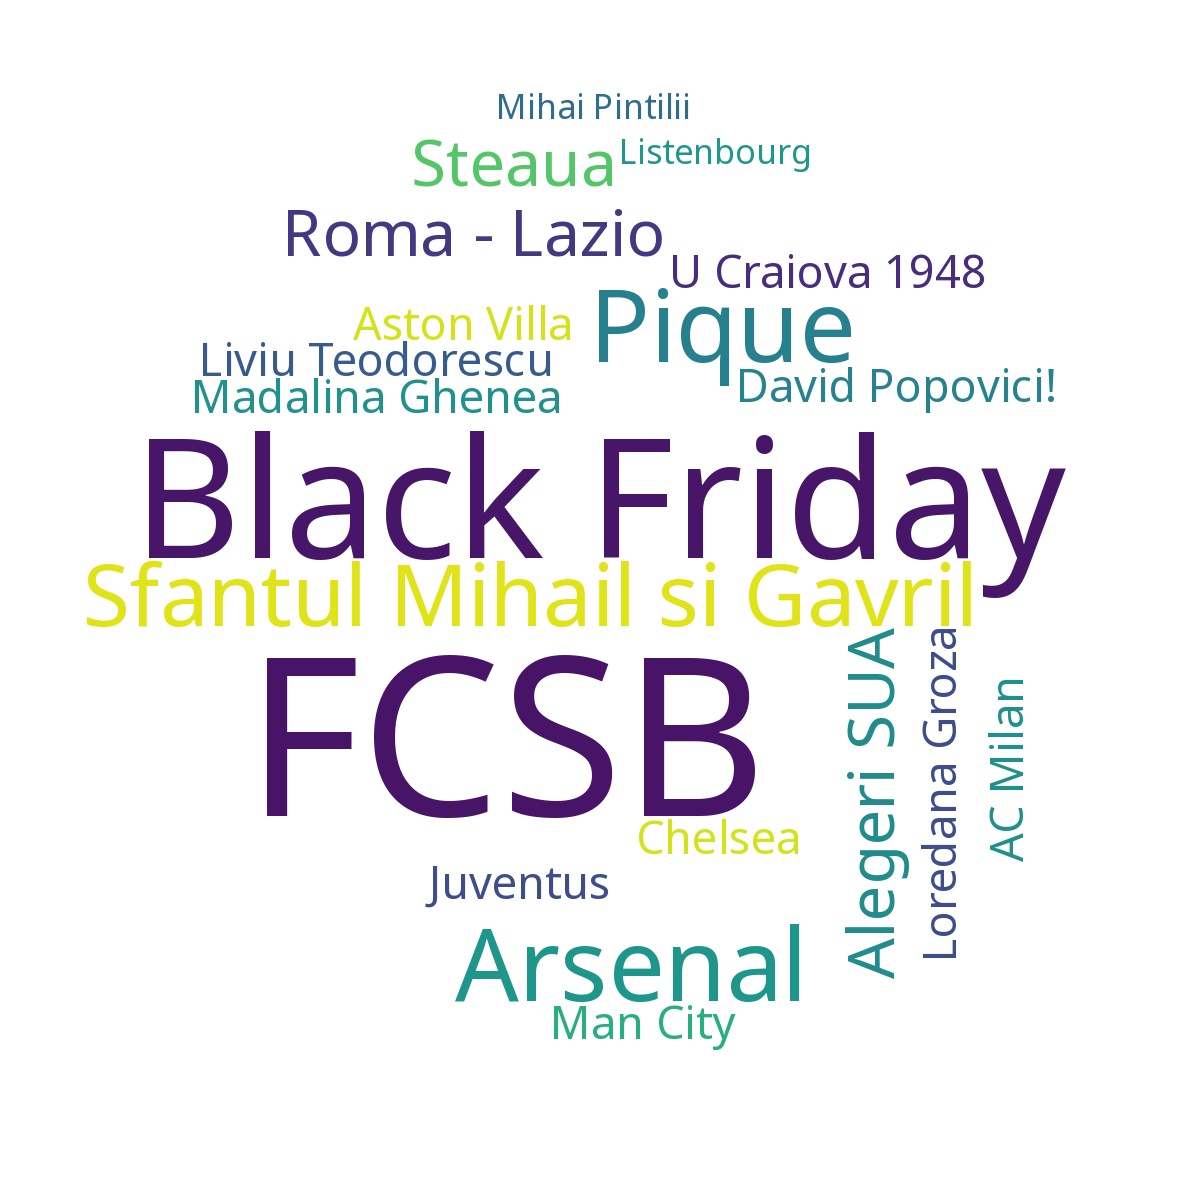 Mihai Pintilii
Steaua
Listenbourg
Roma - Lazio
U Craiova 1948
Pique
Aston Villa
Liviu Teodorescu
David Popovici!
Madalina Ghenea
Black Friday
Sfantul Mihail si Gavril
FCSB
Alegeri SUA
Loredana Groza
AC Milan
Chelsea
Juventus
Arsenal
Man City